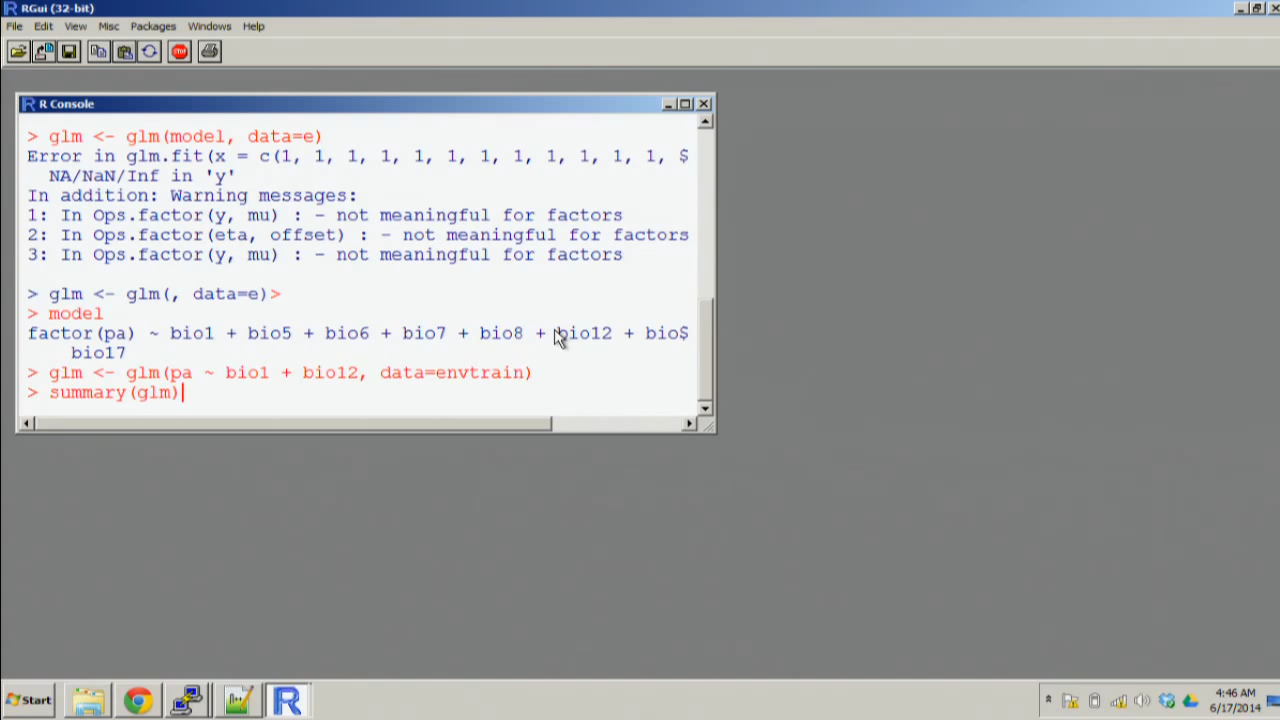 RGui (32-bit)
File Edit View Misc Packages Windows Help
STOP
R Console
> glm <- glm(model, data=e)
Error in glm.fit(x = c(1, 1, 1, 1, 1, 1, 1, 1, 1, 1, 1, 1, $
NA/NaN/Inf in 'y'
In addition: Warning messages:
1: In Ops.factor(y, mu) : - not meaningful for factors
2: In Ops.factor(eta, offset) : - not meaningful for factors
3: In Ops.factor(y, mu) : - not meaningful for factors
> glm <- glm(, data=e)>
> model
factor(pa) ~ bio1 + bio5 + bio6 + bio7 + bio8 + bio12 + bio$
bio17
> glm <- glm(pa ~ bio1 + bio12, data=envtrain)
> summary(glm)
Start
4:46 AM
6/17/2014